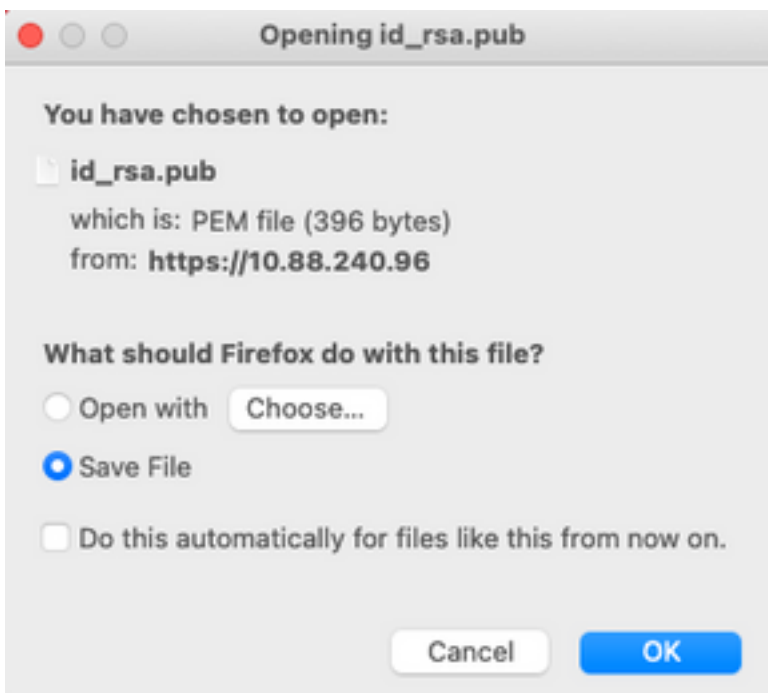 Opening id_rsa.pub
You have chosen to open:
id_rsa.pub
which is: PEM file (396 bytes)
from: https://10.88.240.96
What should Firefox do with this file?
Open with Choose...
Save File
Do this automatically for files like this from now on.
Cancel OK